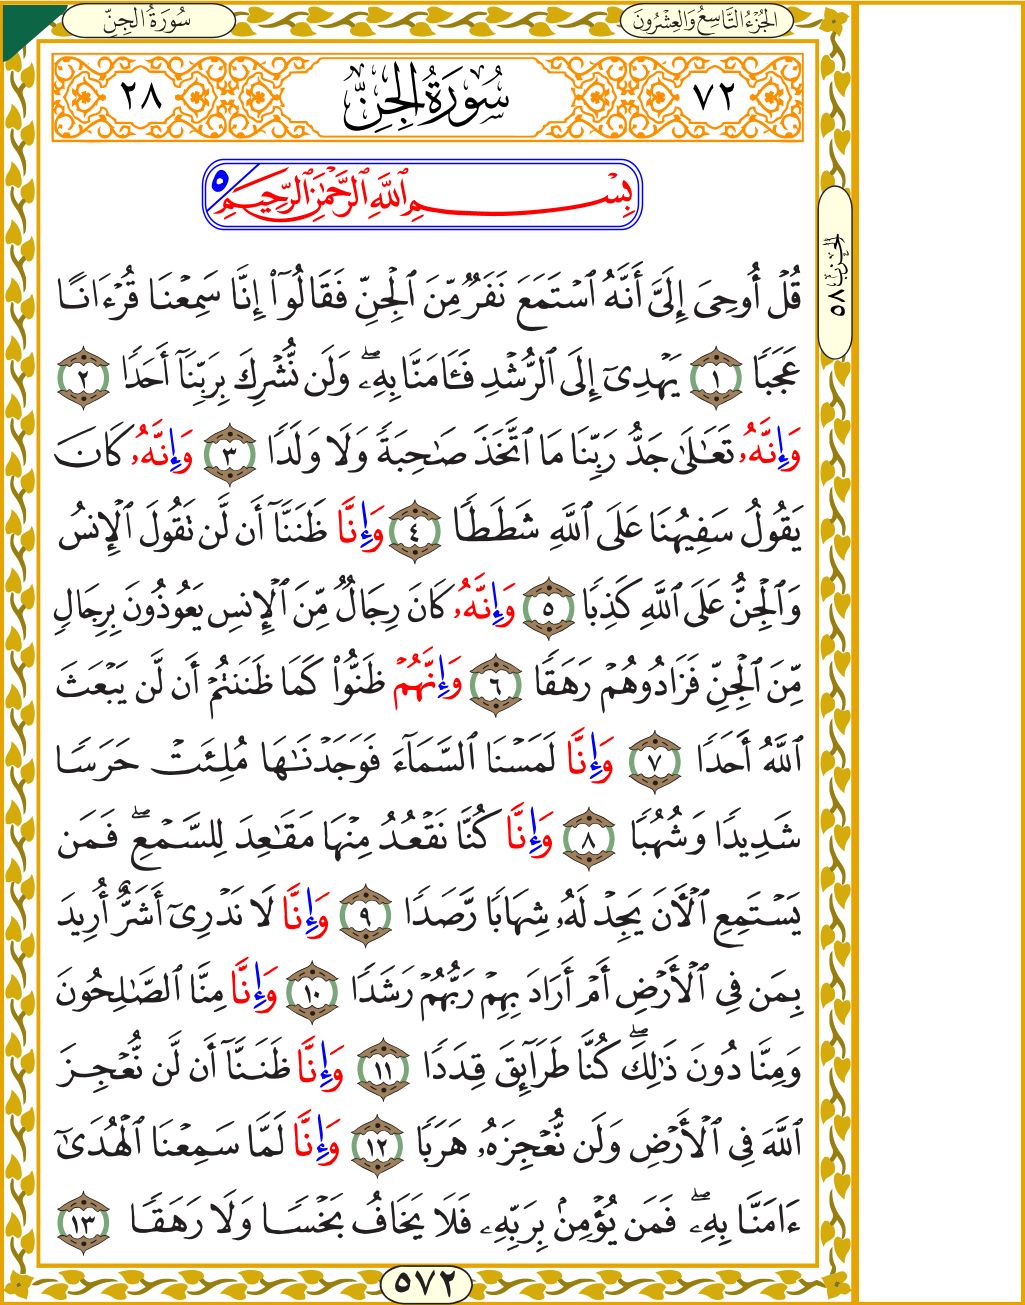 سُورَةُ الجِنِّ
الجُزْءُ التَّاسِعُ وَالعِشْرُونَ
٧٢
سُورَةُ الجِنِّ
٢٨
بِسْمِ ٱللَّهِ ٱلرَّحْمَٰنِ ٱلرَّحِيمِ ٥
الحِزْبُ ٥٨
قُلْ أُوحِىَ إِلَىَّ أَنَّهُ ٱسْتَمَعَ نَفَرٌ مِّنَ ٱلْجِنِّ فَقَالُوٓا۟ إِنَّا سَمِعْنَا قُرْءَانًا
عَجَبًا ١ يَهْدِىٓ إِلَى ٱلرُّشْدِ فَـَٔامَنَّا بِهِۦ ۖ وَلَن نُّشْرِكَ بِرَبِّنَآ أَحَدًا ٢
وَإِنَّهُۥ تَعَٰلَىٰ جَدُّ رَبِّنَا مَا ٱتَّخَذَ صَٰحِبَةً وَلَا وَلَدًا ٣ وَإِنَّهُۥ كَانَ
يَقُولُ سَفِيهُنَا عَلَى ٱللَّهِ شَطَطًا ٤ وَإِنَّا ظَنَنَّآ أَن لَّن تَقُولَ ٱلْإِنسُ
وَٱلْجِنُّ عَلَى ٱللَّهِ كَذِبًا ٥ وَإِنَّهُۥ كَانَ رِجَالٌ مِّنَ ٱلْإِنسِ يَعُوذُونَ بِرِجَالٍ
مِّنَ ٱلْجِنِّ فَزَادُوهُمْ رَهَقًا ٦ وَإِنَّهُمْ ظَنُّوا۟ كَمَا ظَنَنتُمْ أَن لَّن يَبْعَثَ
ٱللَّهُ أَحَدًا ٧ وَإِنَّا لَمَسْنَا ٱلسَّمَآءَ فَوَجَدْنَٰهَا مُلِئَتْ حَرَسًا
شَدِيدًا وَشُهُبًا ٨ وَإِنَّا كُنَّا نَقْعُدُ مِنْهَا مَقَٰعِدَ لِلسَّمْعِ ۖ فَمَن
يَسْتَمِعِ ٱلْـَٔانَ يَجِدْ لَهُۥ شِهَابًا رَّصَدًا ٩ وَإِنَّا لَا نَدْرِىٓ أَشَرٌّ أُرِيدَ
بِمَن فِى ٱلْأَرْضِ أَمْ أَرَادَ بِهِمْ رَبُّهُمْ رَشَدًا ١٠ وَإِنَّا مِنَّا ٱلصَّٰلِحُونَ
وَمِنَّا دُونَ ذَٰلِكَ ۖ كُنَّا طَرَآئِقَ قِدَدًا ١١ وَإِنَّا ظَنَنَّآ أَن لَّن نُّعْجِزَ
ٱللَّهَ فِى ٱلْأَرْضِ وَلَن نُّعْجِزَهُۥ هَرَبًا ١٢ وَإِنَّا لَمَّا سَمِعْنَا ٱلْهُدَىٰٓ
ءَامَنَّا بِهِۦ ۖ فَمَن يُؤْمِنۢ بِرَبِّهِۦ فَلَا يَخَافُ بَخْسًا وَلَا رَهَقًا ١٣
٥٧٢